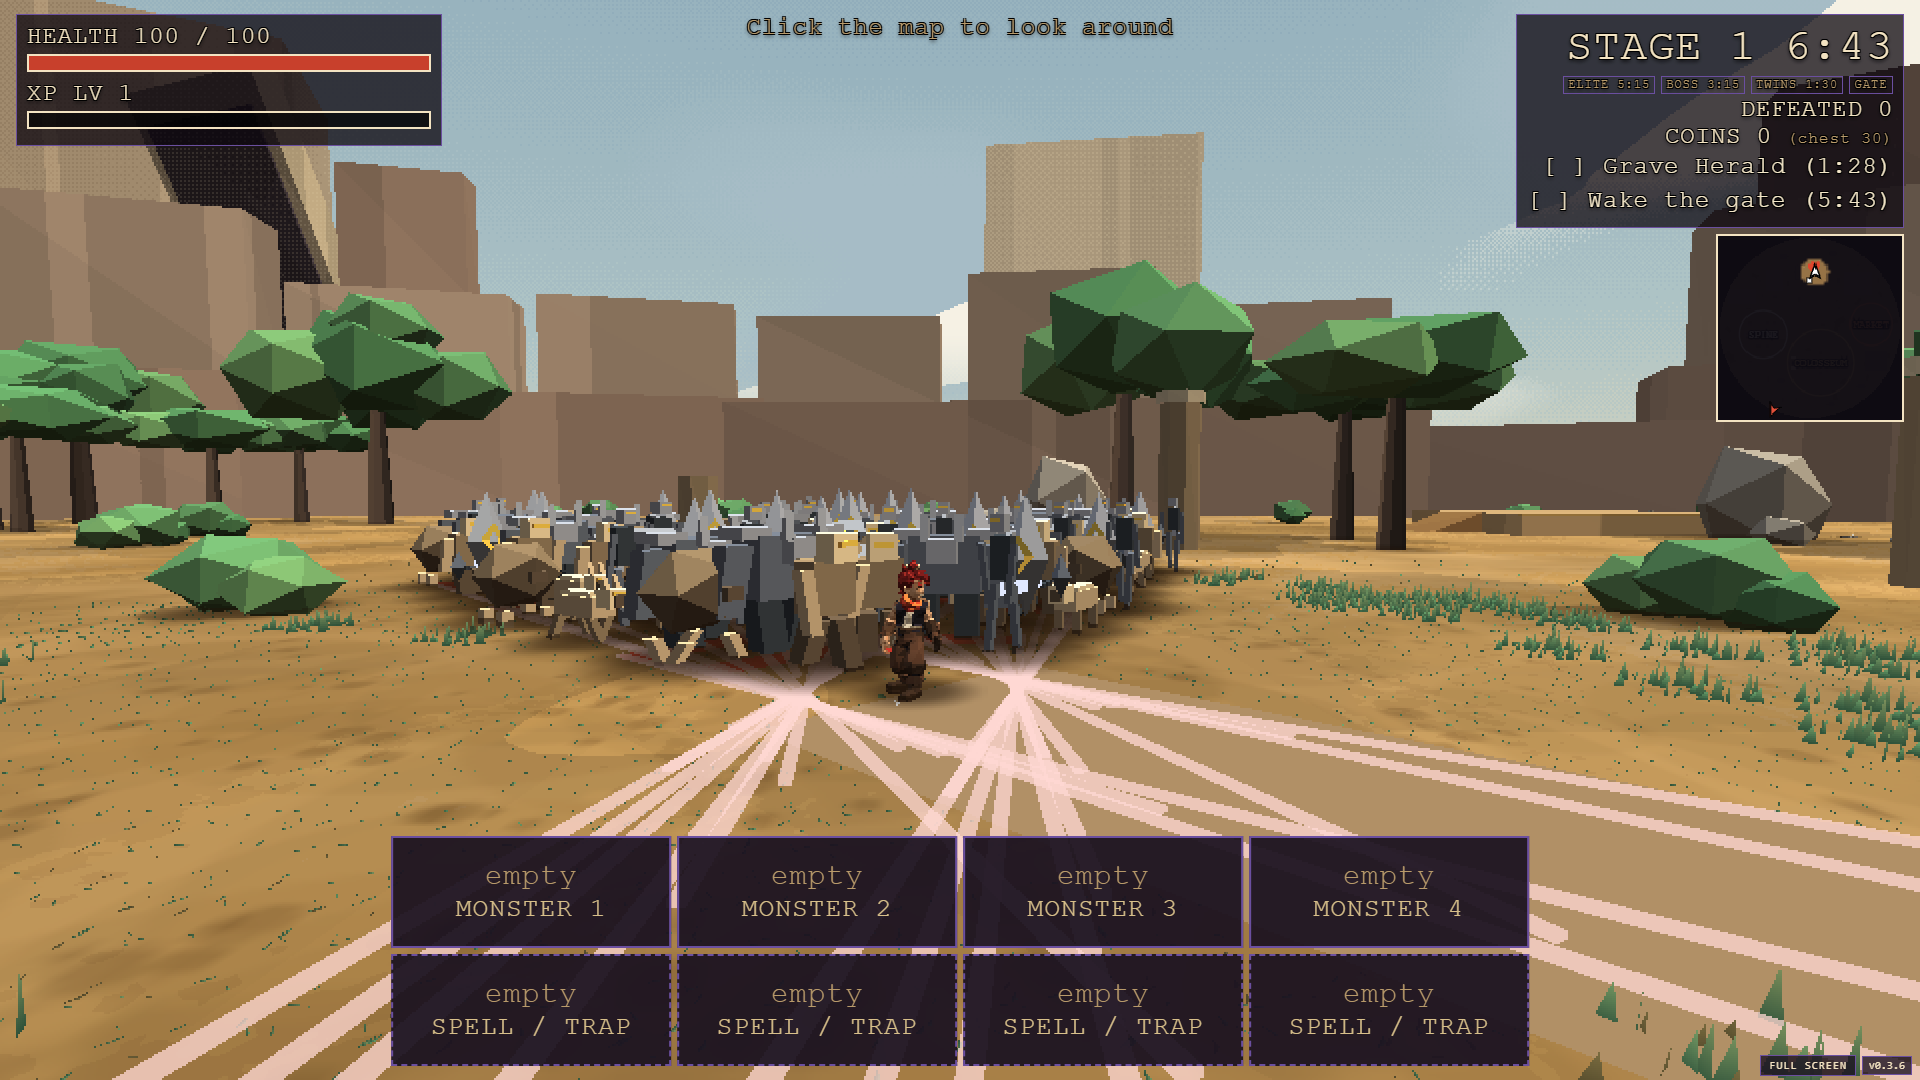 HEALTH 100 / 100
XP LV 1
Click the map to look around
STAGE 1 6:43
ELITE 5:15 BOSS 3:15 TWINS 1:30 GATE
DEFEATED 0
COINS 0 (chest 30)
[ ] Grave Herald (1:28)
[ ] Wake the gate (5:43)
empty empty empty empty
MONSTER 1 MONSTER 2 MONSTER 3 MONSTER 4
empty empty empty empty
SPELL / TRAP SPELL / TRAP SPELL / TRAP SPELL / TRAP
FULL SCREEN v0.3.6